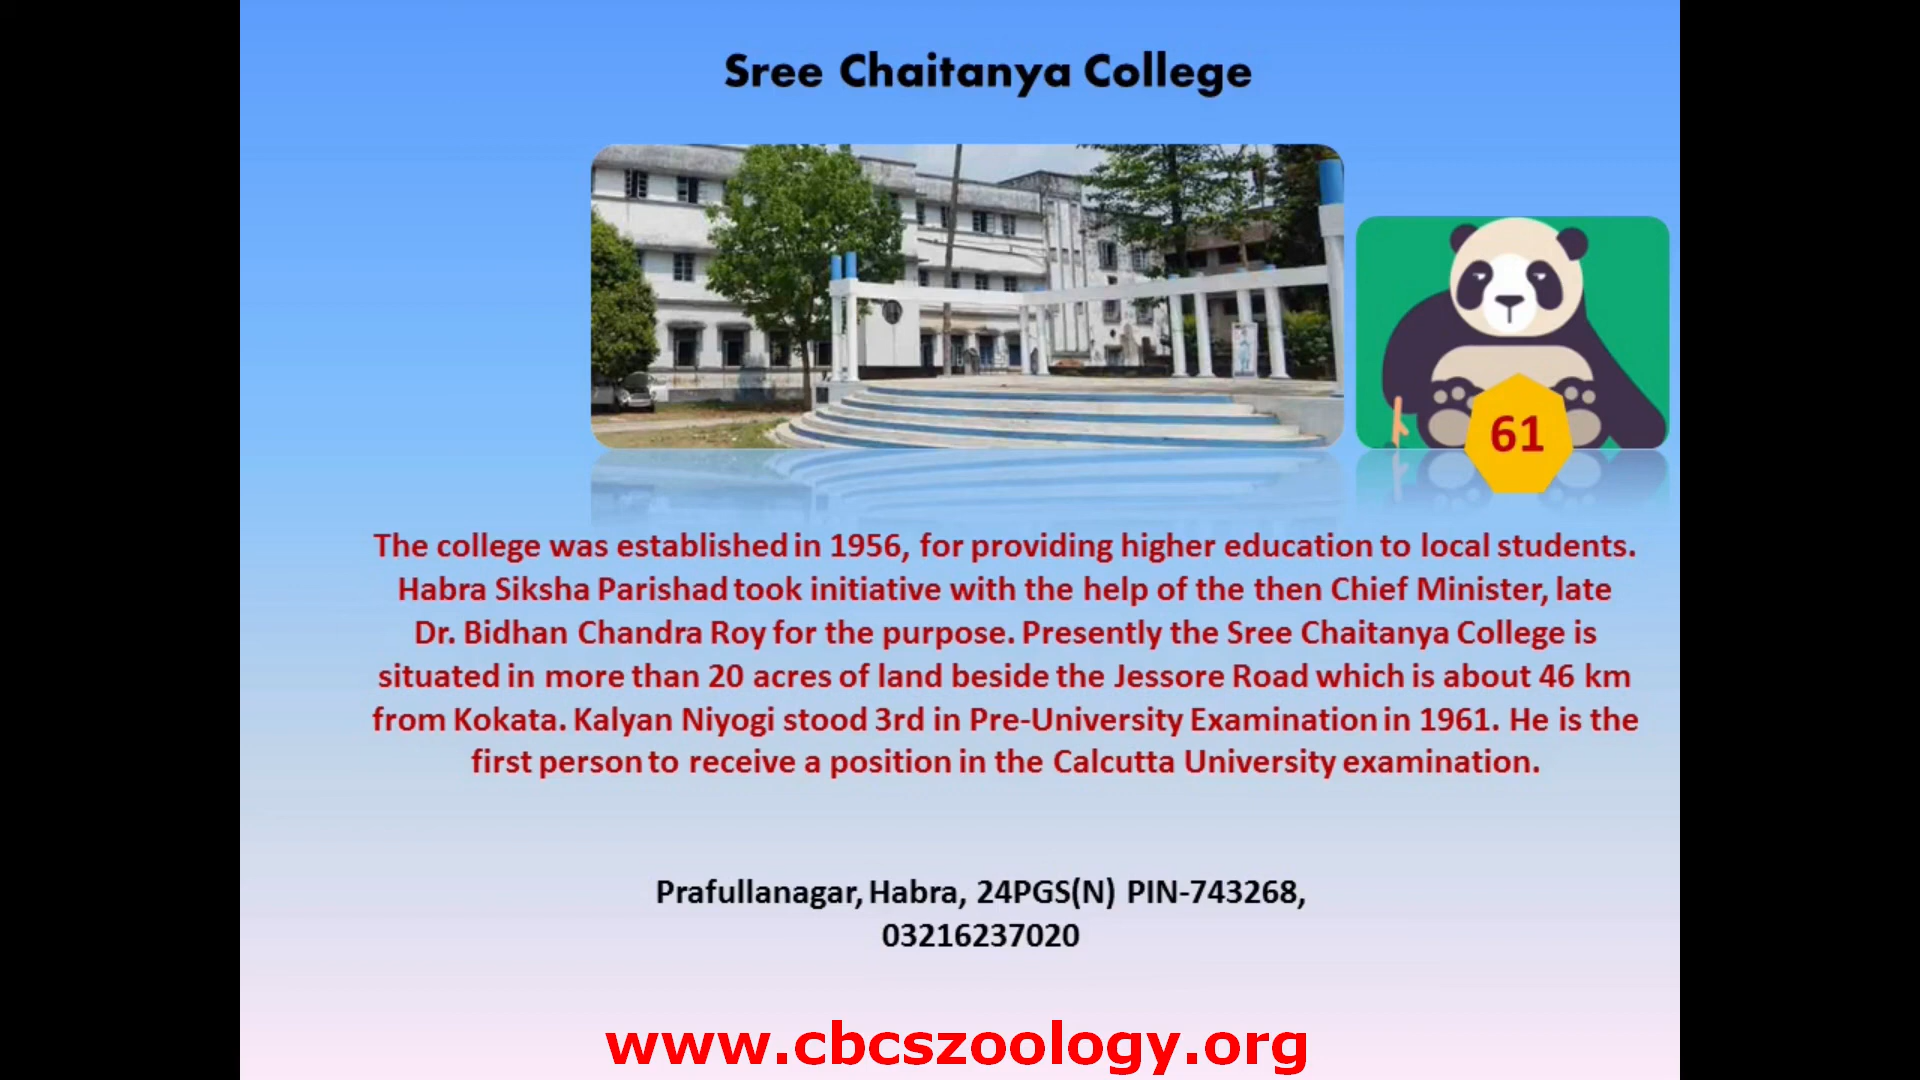 Sree Chaitanya College
61
The college was established in 1956, for providing higher education to local students.
Habra Siksha Parishad took initiative with the help of the then Chief Minister, late
Dr. Bidhan Chandra Roy for the purpose. Presently the Sree Chaitanya College is
situated in more than 20 acres of land beside the Jessore Road which is about 46 km
from Kokata. Kalyan Niyogi stood 3rd in Pre-University Examination in 1961. He is the
first person to receive a position in the Calcutta University examination.
Prafullanagar, Habra, 24PGS(N) PIN-743268,
03216237020
www.cbcszoology.org